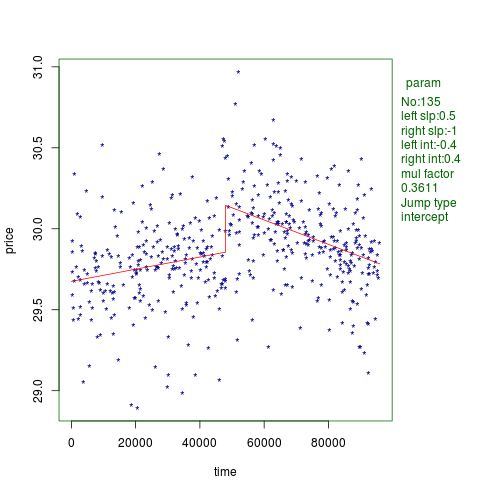 param
No:135
left slp:0.5
right slp:-1
left int:-0.4
right int:0.4
mul factor
0.3611
Jump type
intercept
price
31.0
30.5
30.0
29.5
29.0
0 20000 40000 60000 80000
time